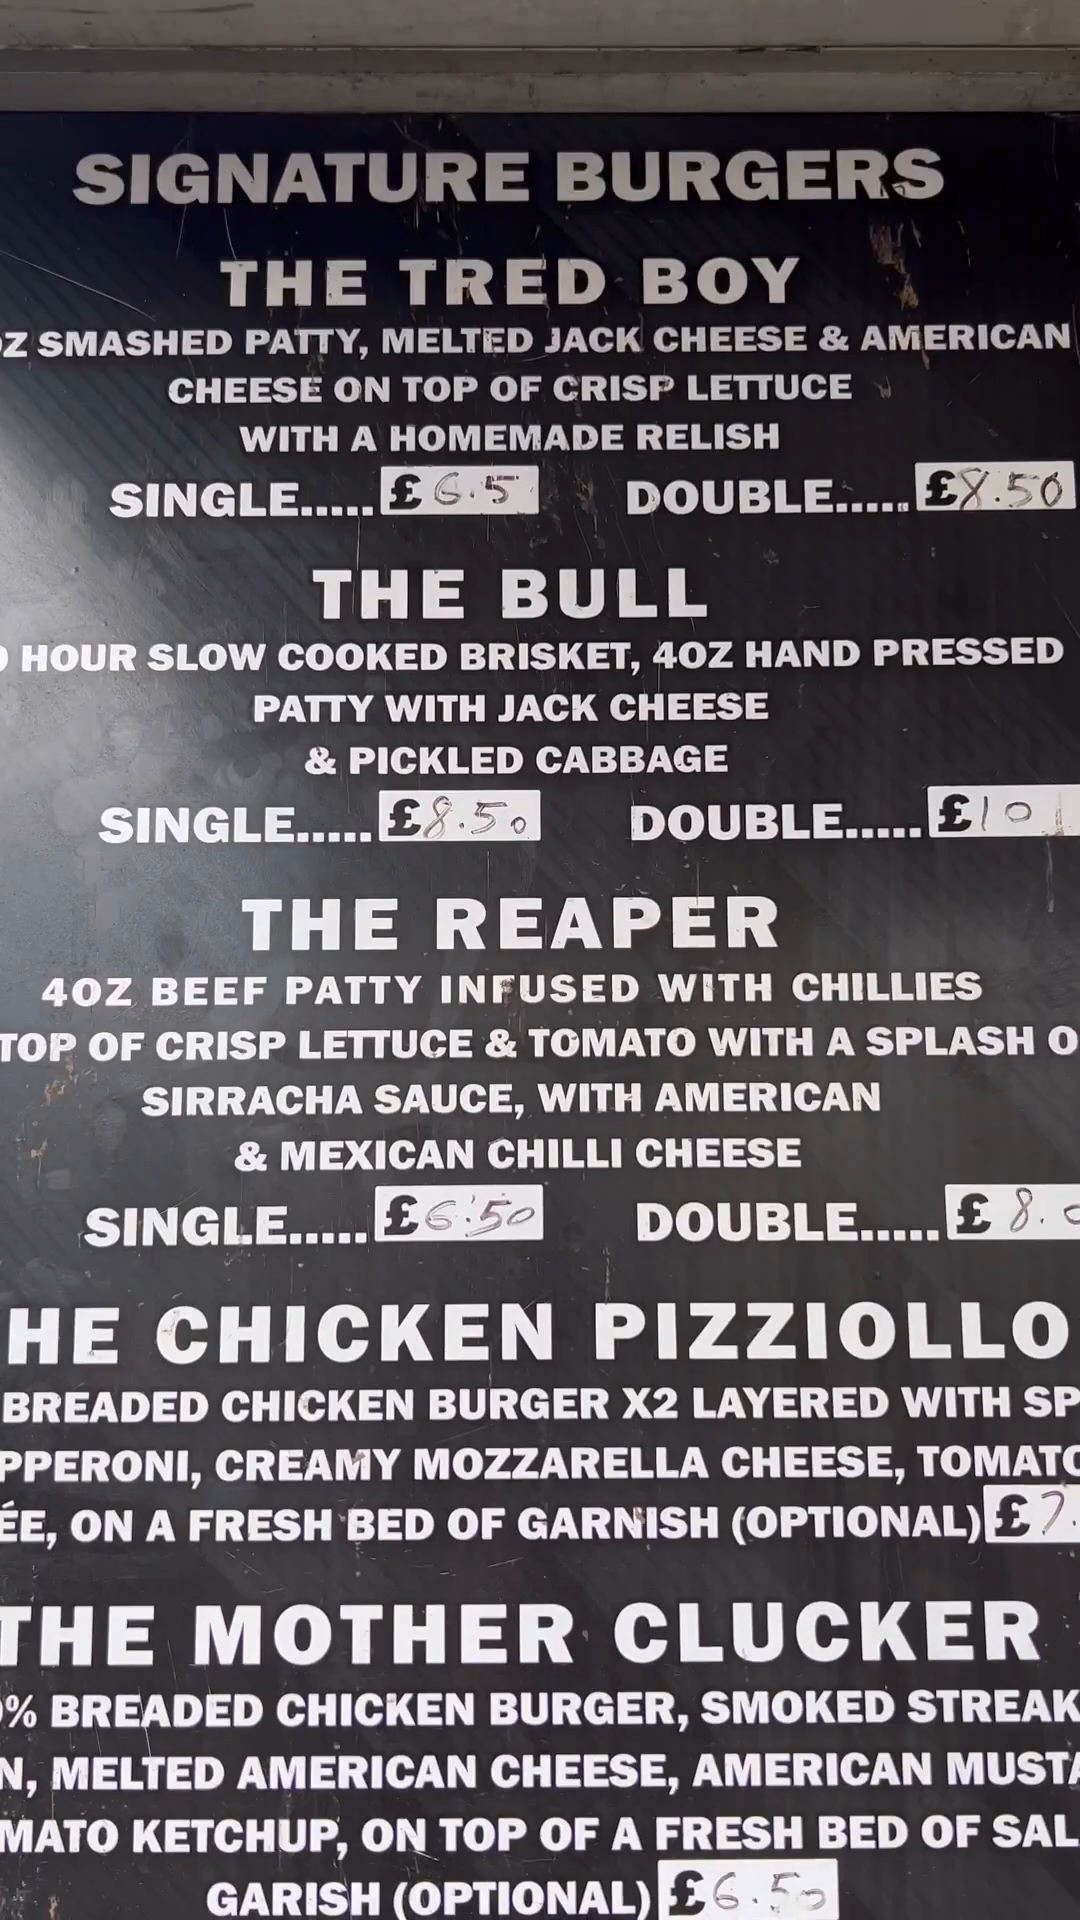 SIGNATURE BURGERS
THE TRED BOY
OZ SMASHED PATTY, MELTED JACK CHEESE & AMERICAN
CHEESE ON TOP OF CRISP LETTUCE
WITH A HOMEMADE RELISH
SINGLE.....£6.5 DOUBLE.....£8.50
THE BULL
HOUR SLOW COOKED BRISKET, 4OZ HAND PRESSED
PATTY WITH JACK CHEESE
& PICKLED CABBAGE
SINGLE.....£8.50 DOUBLE.....£10
THE REAPER
4OZ BEEF PATTY INFUSED WITH CHILLIES
TOP OF CRISP LETTUCE & TOMATO WITH A SPLASH O
SIRRACHA SAUCE, WITH AMERICAN
& MEXICAN CHILLI CHEESE
SINGLE.....£6.50 DOUBLE.....£8.0
HE CHICKEN PIZZIOLLO
BREADED CHICKEN BURGER X2 LAYERED WITH SP
PPERONI, CREAMY MOZZARELLA CHEESE, TOMATO
ÉE, ON A FRESH BED OF GARNISH (OPTIONAL) £7.
THE MOTHER CLUCKER
% BREADED CHICKEN BURGER, SMOKED STREAK
N, MELTED AMERICAN CHEESE, AMERICAN MUSTA
MATO KETCHUP, ON TOP OF A FRESH BED OF SAL
GARISH (OPTIONAL) £6.50